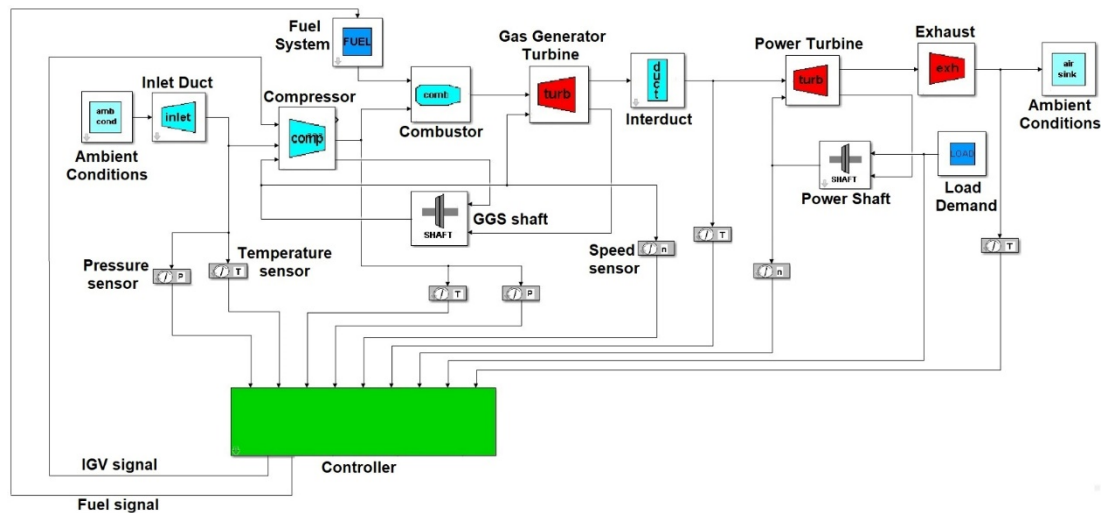 Fuel
System
FUEL
Gas Generator
Turbine
Power Turbine
Exhaust
Inlet Duct
Compressor
amb
cond
inlet
comp
comb
turb
duct
turb
exh
air
sink
Ambient
Conditions
Combustor
Interduct
Ambient
Conditions
SHAFT
GGS shaft
SHAFT
Power Shaft
LOAD
Load
Demand
Pressure
sensor
P
Temperature
sensor
T
Speed
sensor
n
T
T
P
n
T
IGV signal
Controller
Fuel signal